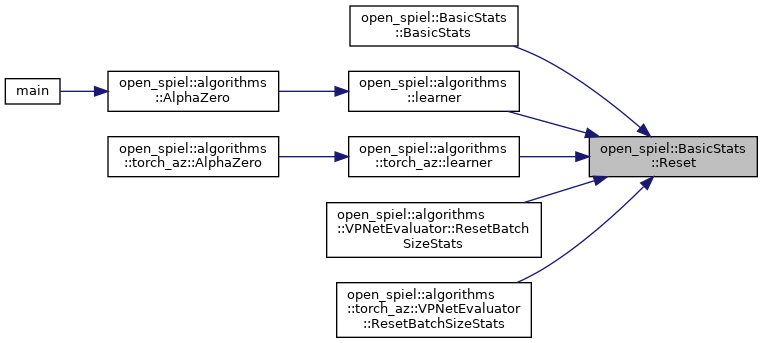 open_spiel::BasicStats
::BasicStats
main
open_spiel::algorithms
::AlphaZero
open_spiel::algorithms
::learner
open_spiel::algorithms
::torch_az::AlphaZero
open_spiel::algorithms
::torch_az::learner
open_spiel::BasicStats
::Reset
open_spiel::algorithms
::VPNetEvaluator::ResetBatch
SizeStats
open_spiel::algorithms
::torch_az::VPNetEvaluator
::ResetBatchSizeStats